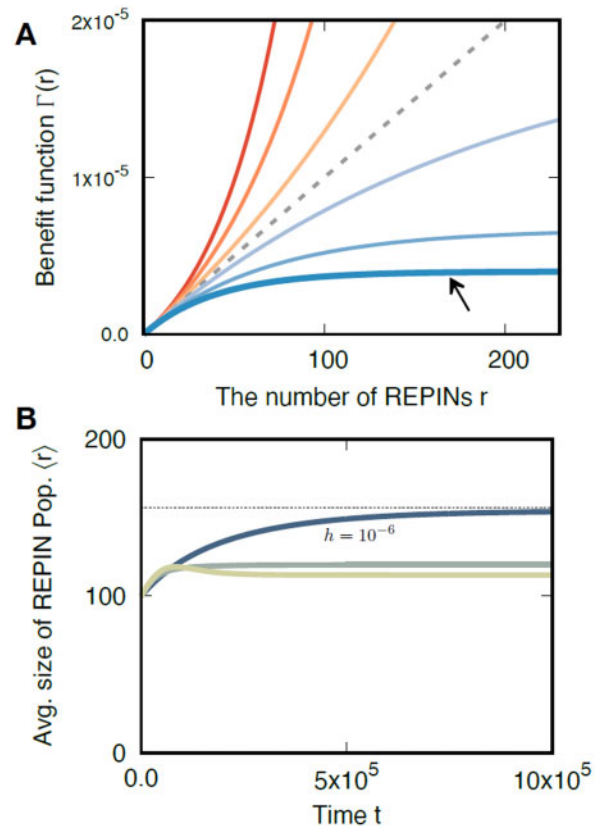 A
Benefit function Γ(r)
2x10⁻⁵
1x10⁻⁵
0.0
0
100
200
The number of REPINs r
B
Avg. size of REPIN Pop. ⟨r⟩
200
100
0
h = 10⁻⁶
0.0
5x10⁵
10x10⁵
Time t